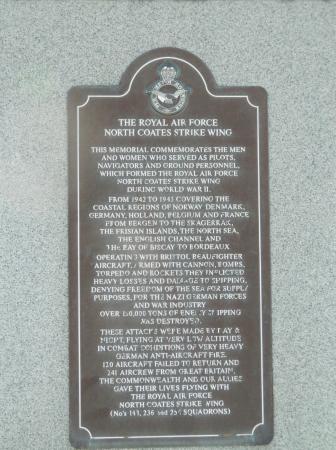 THE ROYAL AIR FORCE
NORTH COATES STRIKE WING
THIS MEMORIAL COMMEMORATES THE MEN
AND WOMEN WHO SERVED AS PILOTS,
NAVIGATORS AND GROUND PERSONNEL,
WHICH FORMED THE ROYAL AIR FORCE
NORTH COATES STRIKE WING
DURING WORLD WAR II.
FROM 1942 TO 1945 COVERING THE
COASTAL REGIONS OF NORWAY, DENMARK,
GERMANY, HOLLAND, BELGIUM AND FRANCE
FROM BERGEN TO THE SKAGERRAK,
THE FRISIAN ISLANDS, THE NORTH SEA,
THE ENGLISH CHANNEL AND
THE BAY OF BISCAY TO BORDEAUX
OPERATING WITH BRISTOL BEAUFIGHTER
AIRCRAFT ARMED WITH CANNON, BOMBS,
TORPEDO AND ROCKETS THEY INFLICTED
HEAVY LOSSES AND DAMAGE TO SHIPPING,
DENYING FREEDOM OF THE SEA FOR SUPPLY
PURPOSES, FOR THE NAZI GERMAN FORCES
AND WAR INDUSTRY
OVER TONS OF ENEMY SHIPPING
WAS DESTROYED.
THESE ATTACKS WERE MADE BY DAY &
NIGHT, FLYING AT VERY LOW ALTITUDE
IN COMBAT CONDITIONS OF VERY HEAVY
GERMAN ANTI-AIRCRAFT FIRE.
120 AIRCRAFT FAILED TO RETURN AND
241 AIRCREW FROM GREAT BRITAIN,
THE COMMONWEALTH AND OUR ALLIES
GAVE THEIR LIVES FLYING WITH
THE ROYAL AIR FORCE
NORTH COATES STRIKE WING
(No's 143, 236 and 254 SQUADRONS)